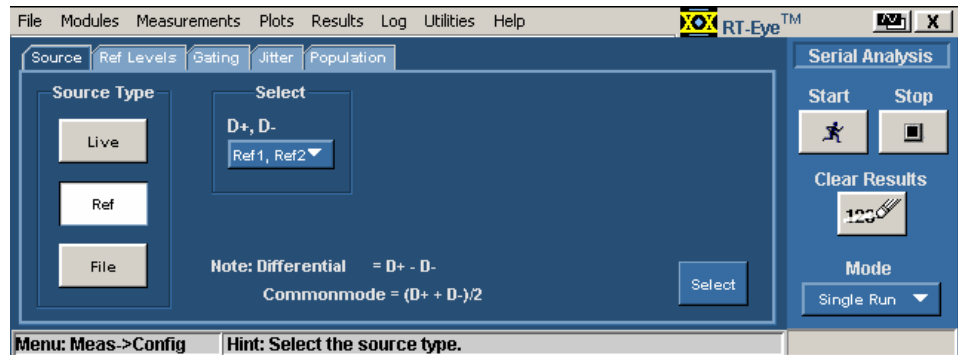 File Modules Measurements Plots Results Log Utilities Help RT-Eye™ X
Source Ref Levels Gating Jitter Population
Serial Analysis
Source Type
Select
Start Stop
D+, D-
Live
Ref1, Ref2
Clear Results
Ref
123
File
Note: Differential = D+ - D-
Commonmode = (D+ + D-)/2
Select
Mode
Single Run
Menu: Meas->Config Hint: Select the source type.